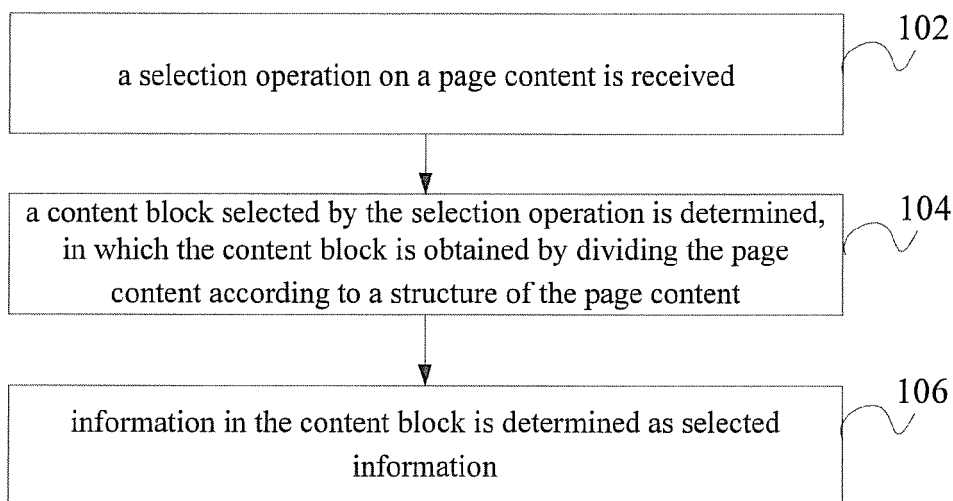 102
a selection operation on a page content is received
a content block selected by the selection operation is determined,
104
in which the content block is obtained by dividing the page
content according to a structure of the page content
106
information in the content block is determined as selected
information